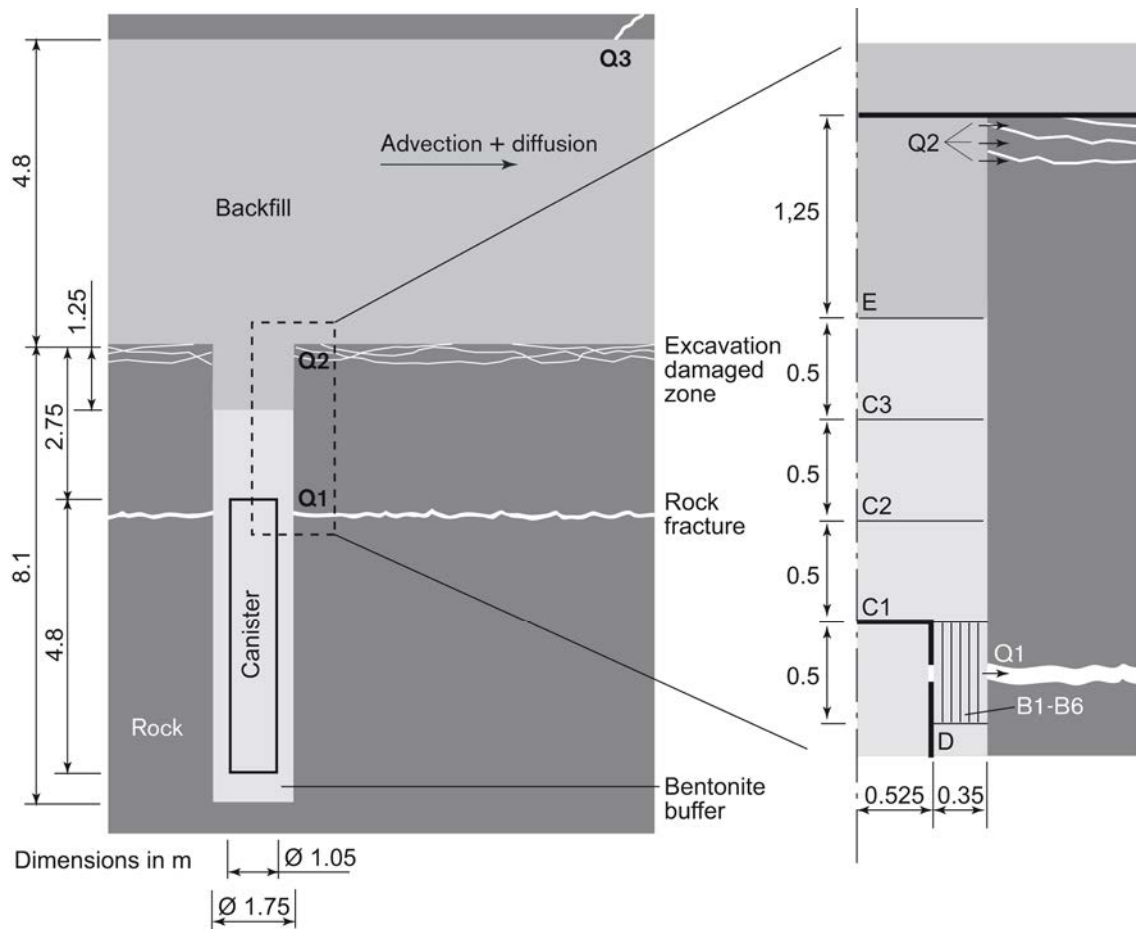 Q3
4.8
Advection + diffusion
Backfill
1.25
Q2
Excavation
damaged
zone
2.75
Q1
Rock
fracture
8.1
4.8
Canister
Rock
Bentonite
buffer
Dimensions in m
Ø 1.05
Ø 1.75
Q2
1,25
E
0.5
C3
0.5
C2
0.5
C1
0.5
Q1
B1-B6
D
0.525
0.35